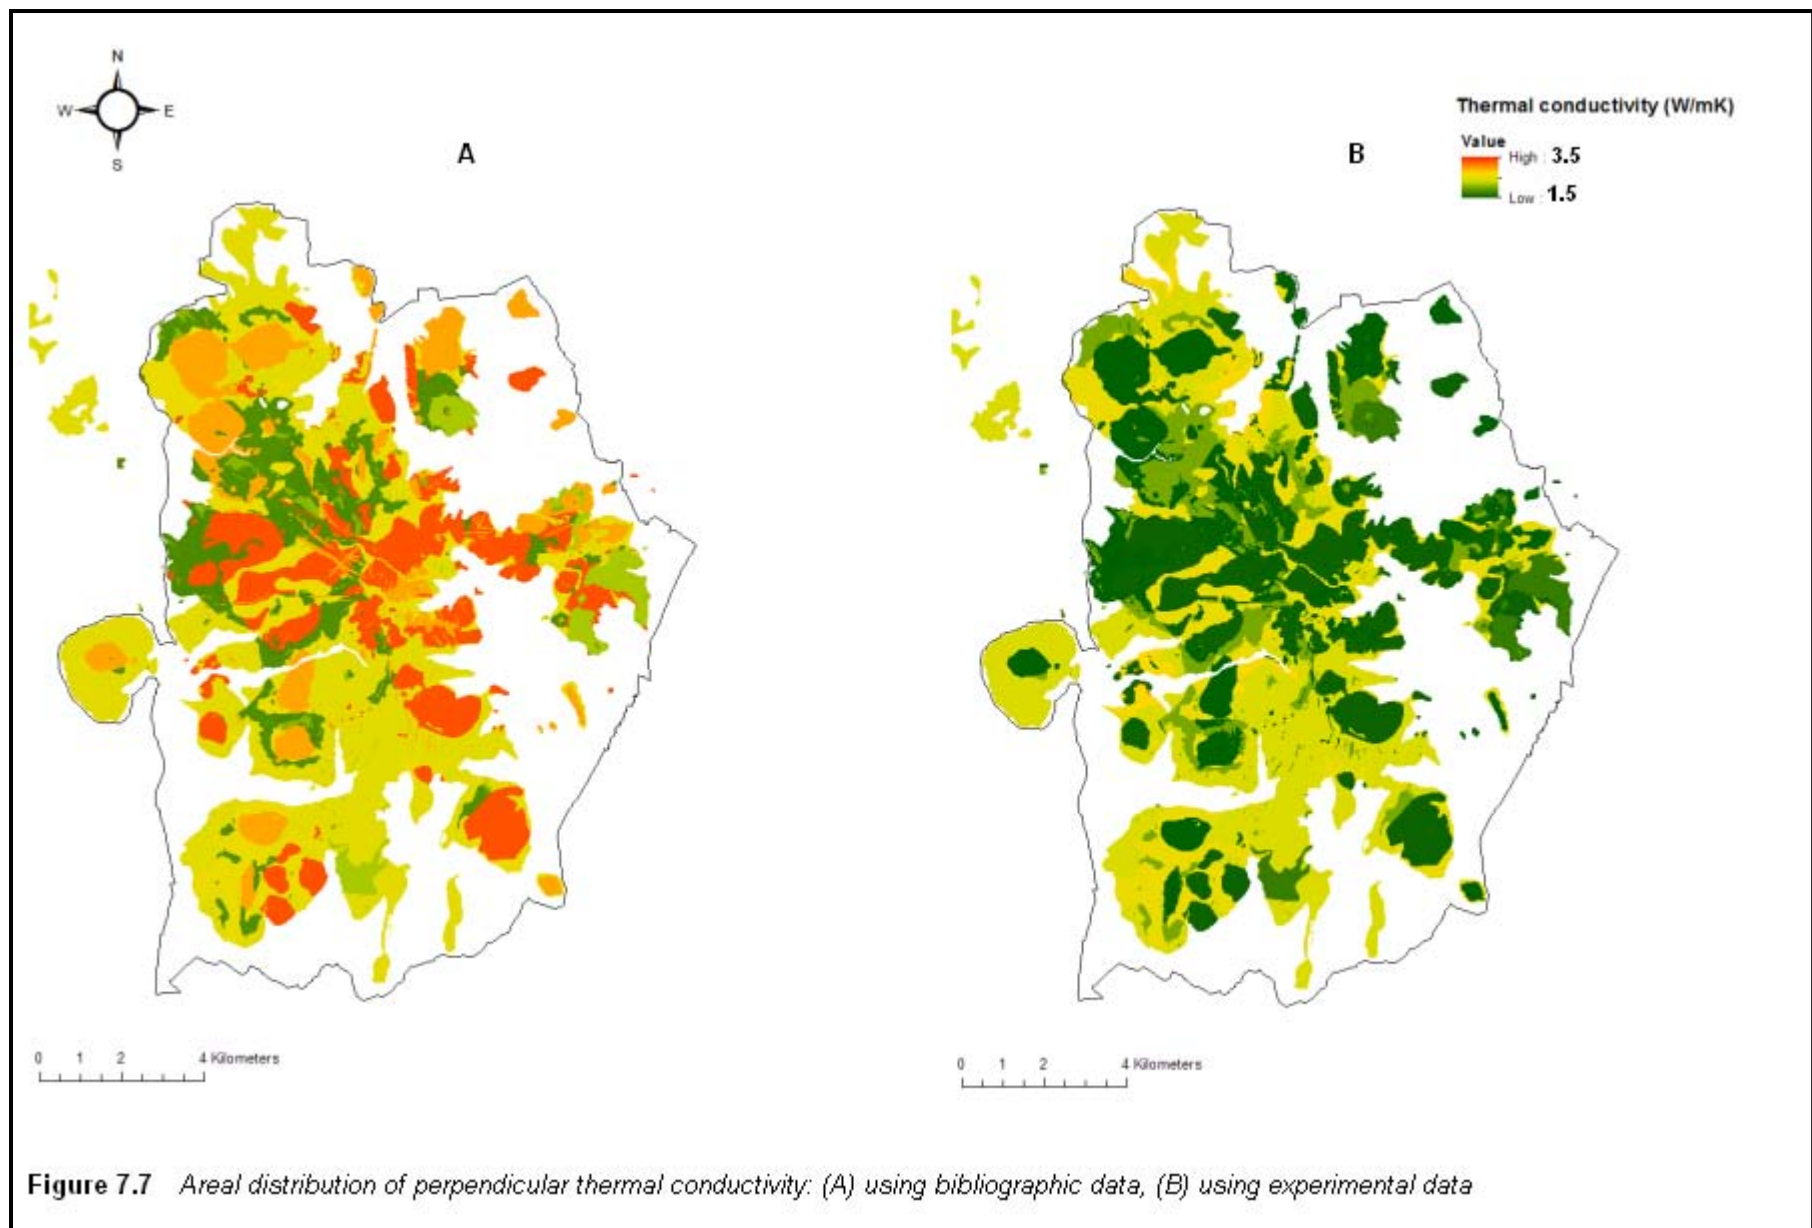 N
W E
S
A
B
Thermal conductivity (W/mK)
Value
High : 3.5
Low : 1.5
0 1 2 4 Kilometers
0 1 2 4 Kilometers
Figure 7.7 Areal distribution of perpendicular thermal conductivity: (A) using bibliographic data, (B) using experimental data